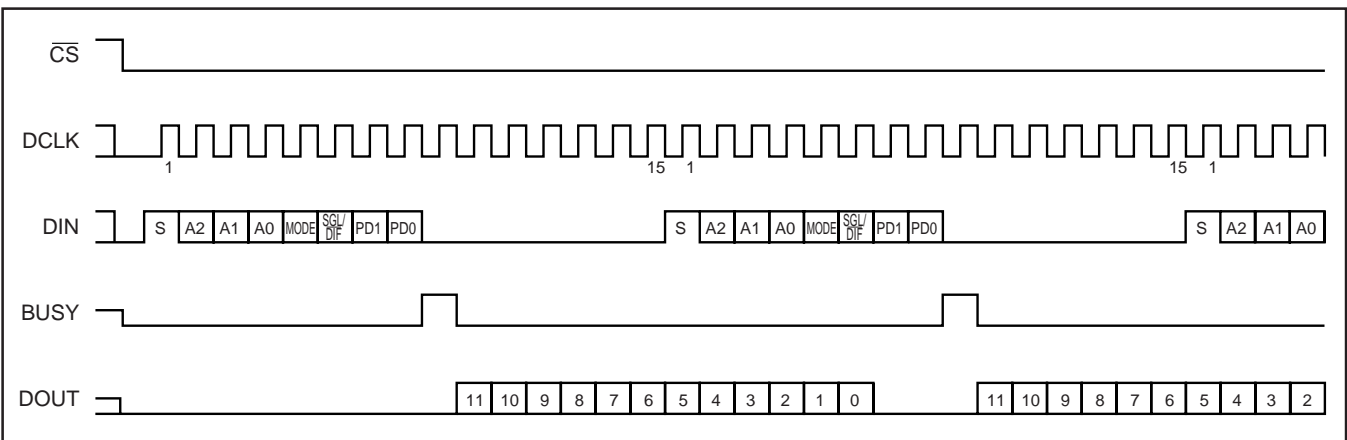 CS
DCLK
1 15 1 15 1
DIN
S A2 A1 A0 MODE SGL/DIF PD1 PD0 S A2 A1 A0 MODE SGL/DIF PD1 PD0 S A2 A1 A0
BUSY
DOUT
11 10 9 8 7 6 5 4 3 2 1 0 11 10 9 8 7 6 5 4 3 2